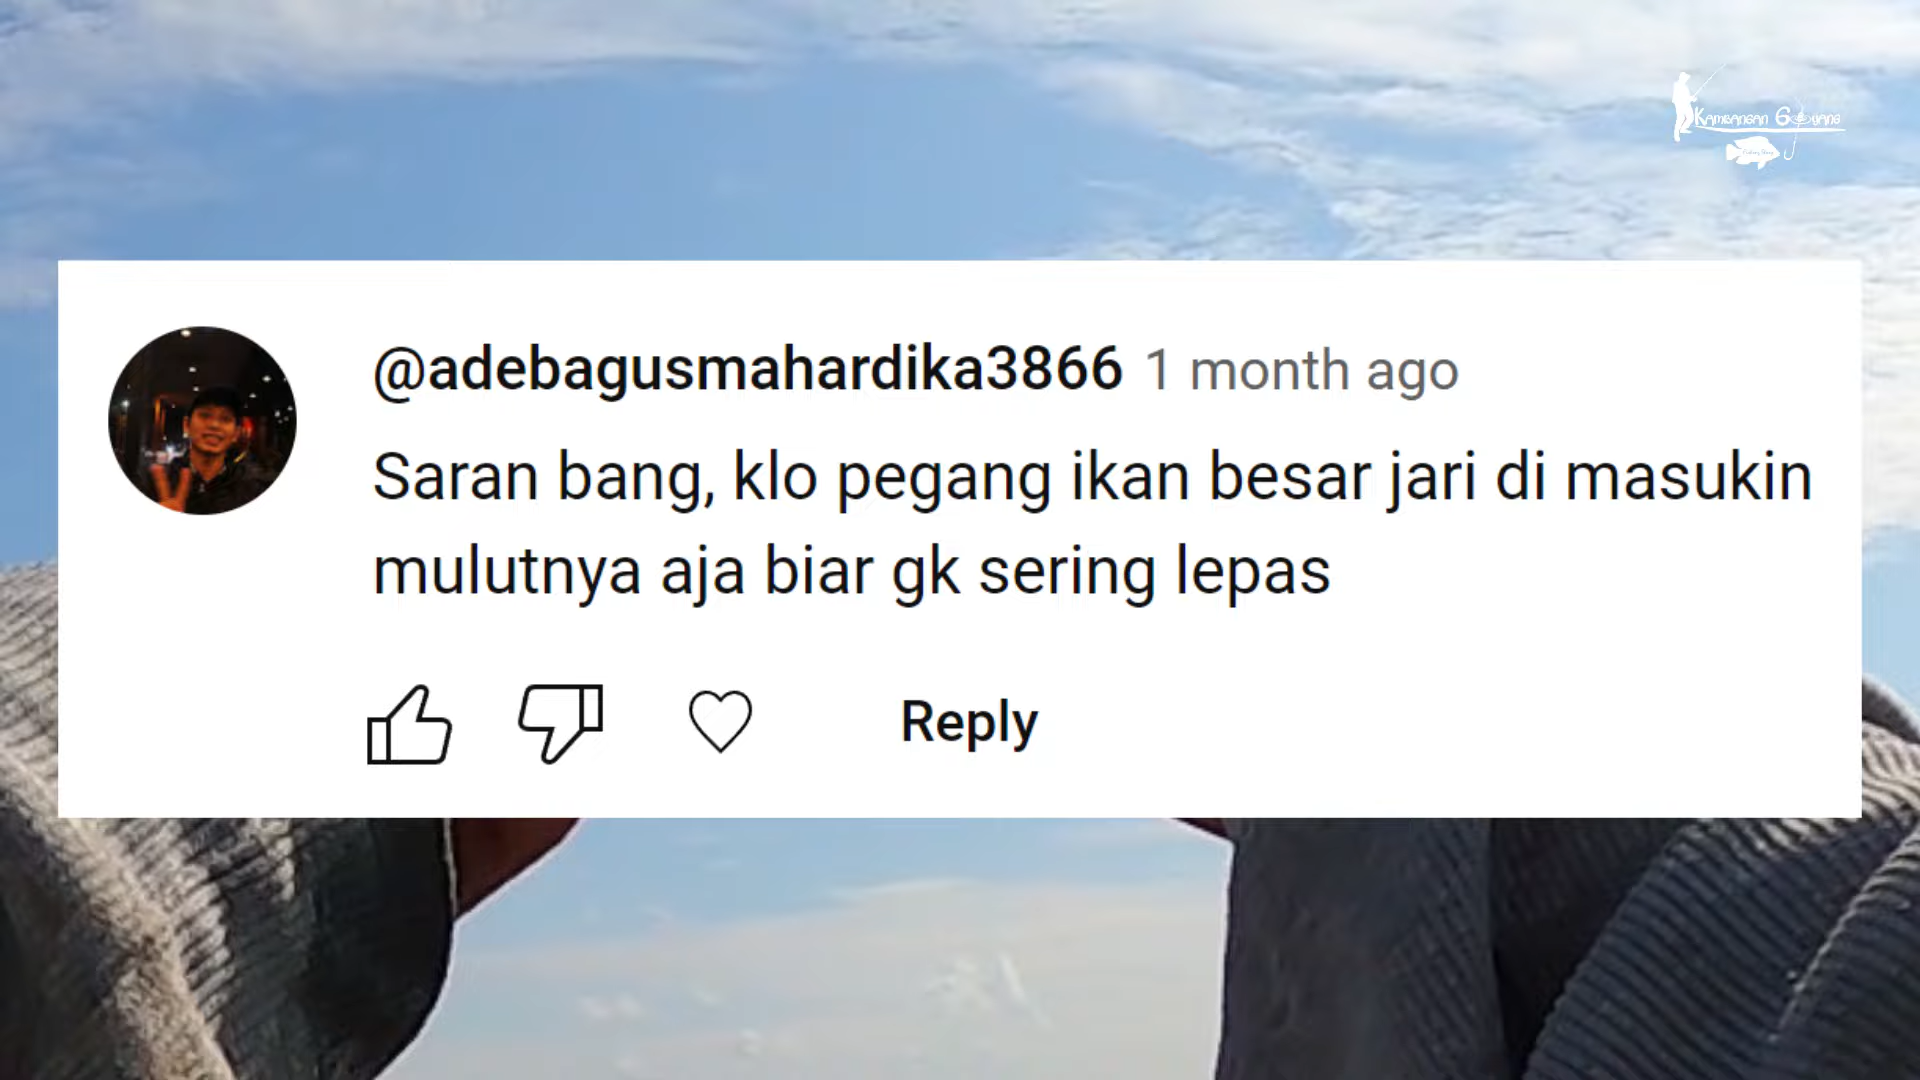 Kambangan
@adebagusmahardika3866 1 month ago
Saran bang, klo pegang ikan besar jari di masukin
mulutnya aja biar gk sering lepas
Reply